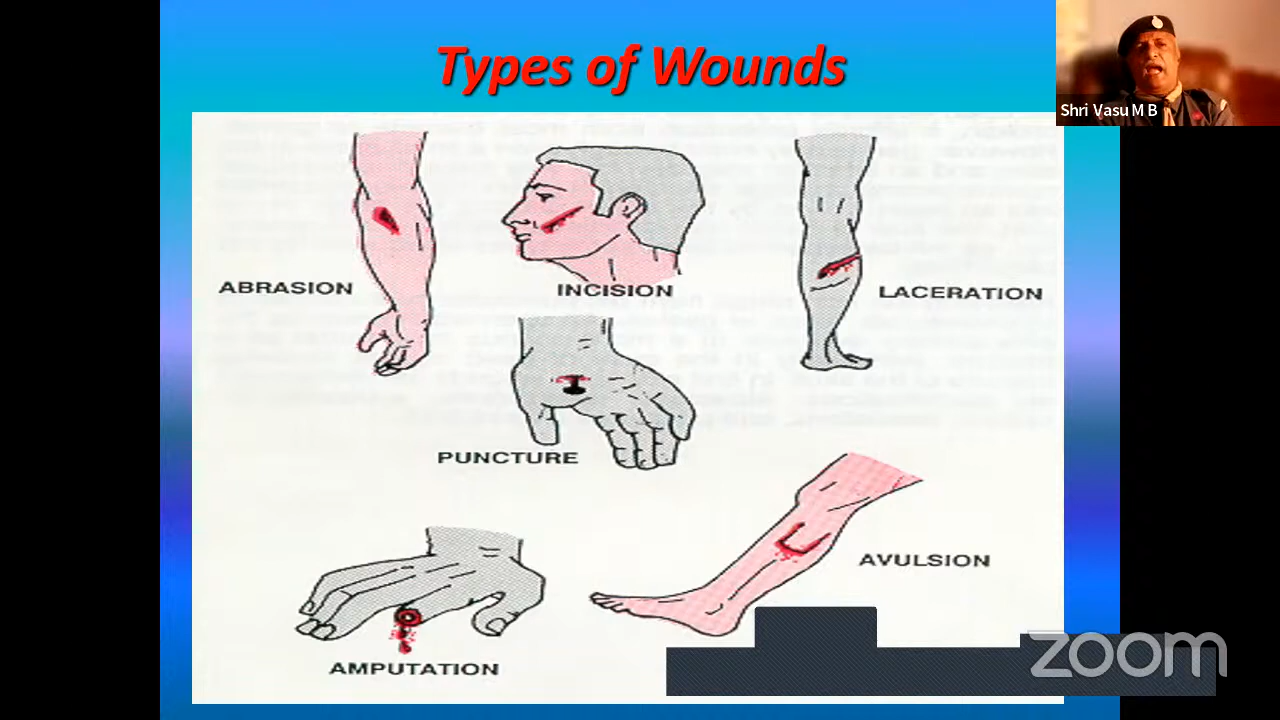 Types of Wounds
Shri Vasu M B
ABRASION
INCISION
LACERATION
PUNCTURE
AVULSION
AMPUTATION
zoom